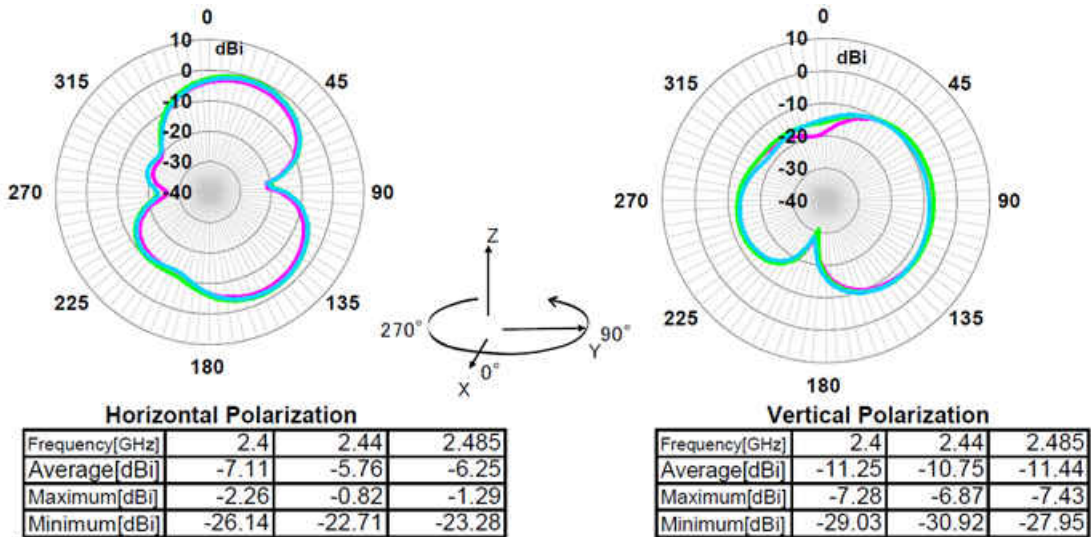 0
10
dBi
0
315
45
-10
-20
-30
270
-40
90
225
135
180
0
10
dBi
0
315
45
-10
-20
-30
270
-40
90
225
135
180
Z
270°
90°
Y
X
0°
Horizontal Polarization
Frequency[GHz] 2.4 2.44 2.485
Average[dBi] -7.11 -5.76 -6.25
Maximum[dBi] -2.26 -0.82 -1.29
Minimum[dBi] -26.14 -22.71 -23.28
Vertical Polarization
Frequency[GHz] 2.4 2.44 2.485
Average[dBi] -11.25 -10.75 -11.44
Maximum[dBi] -7.28 -6.87 -7.43
Minimum[dBi] -29.03 -30.92 -27.95